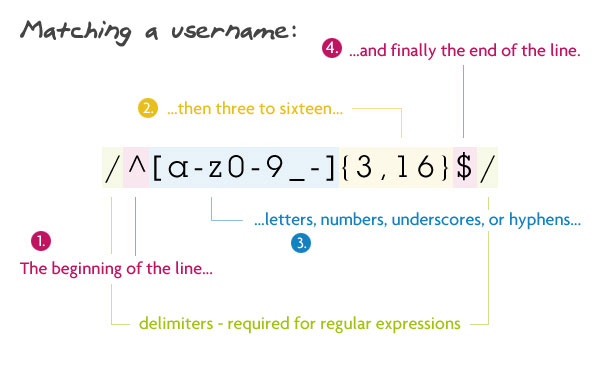 Matching a username:
4. ...and finally the end of the line.
2. ...then three to sixteen...
/^[a-z0-9_-]{3,16}$/
...letters, numbers, underscores, or hyphens...
3.
1.
The beginning of the line...
delimiters - required for regular expressions